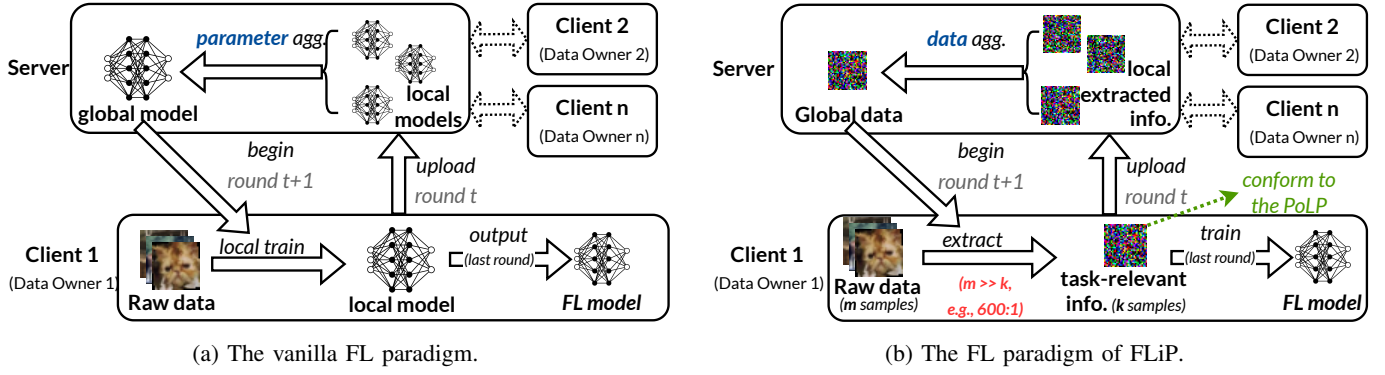 Server
parameter agg.
global model
local
models
Client 2
(Data Owner 2)
Client n
(Data Owner n)
begin
round t+1
upload
round t
Client 1
(Data Owner 1)
Raw data
local train
local model
output
(last round)
FL model
(a) The vanilla FL paradigm.
Server
data agg.
Global data
local
extracted
info.
Client 2
(Data Owner 2)
Client n
(Data Owner n)
begin
round t+1
upload
round t
conform to
the PoLP
Client 1
(Data Owner 1)
Raw data
(m samples)
extract
(m >> k,
e.g., 600:1)
task-relevant
info. (k samples)
train
(last round)
FL model
(b) The FL paradigm of FLiP.